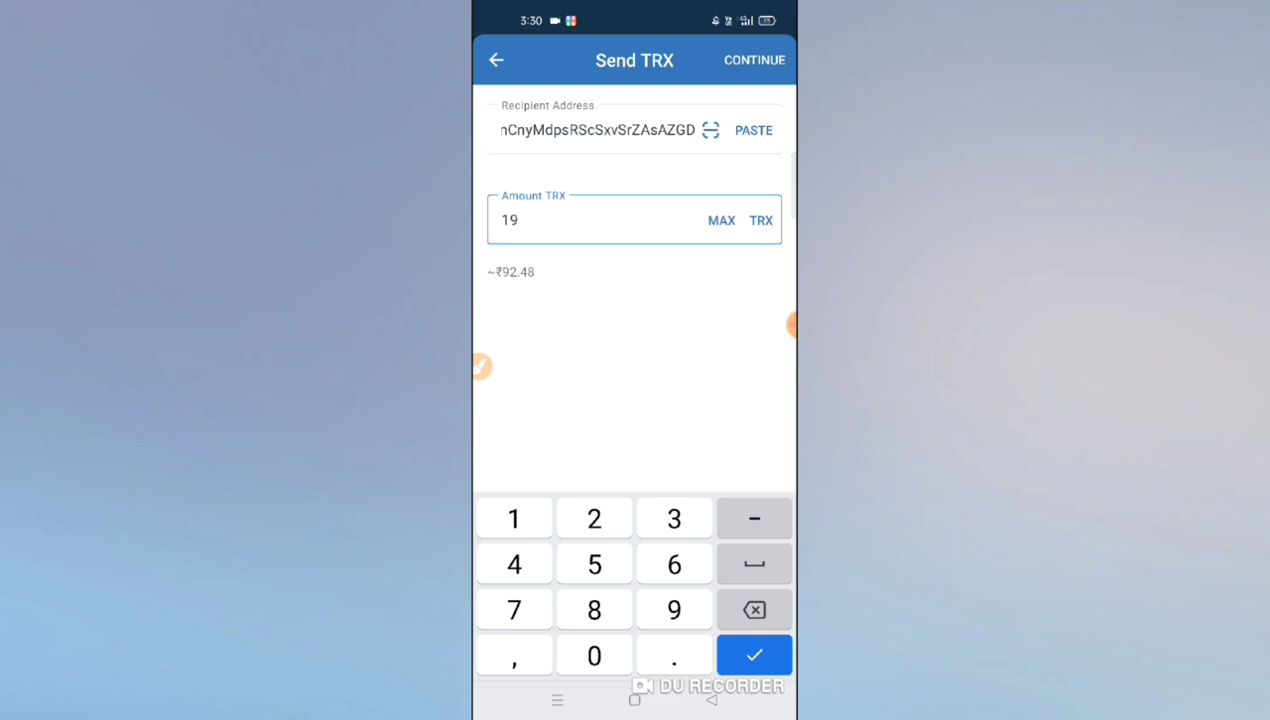 3:30
Send TRX
CONTINUE
Recipient Address
nCnyMdpsRScSxvSrZAsAZGD
PASTE
Amount TRX
19
MAX TRX
~₹92.48
1 2 3 -
4 5 6
7 8 9
, 0 .
DU RECORDER